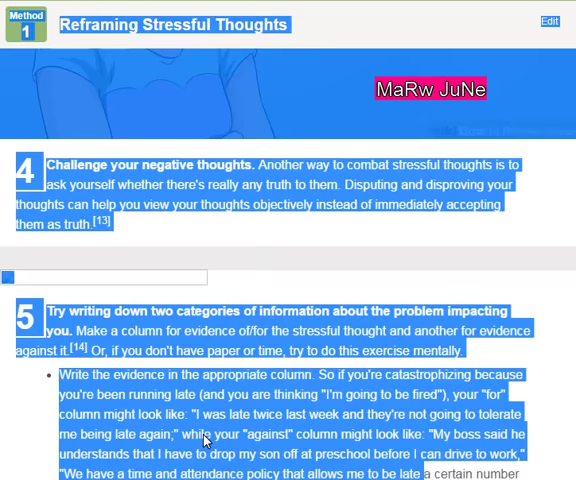 Method
1
Reframing Stressful Thoughts
Edit
MaRw JuNe
4 Challenge your negative thoughts. Another way to combat stressful thoughts is to
ask yourself whether there's really any truth to them. Disputing and disproving your
thoughts can help you view your thoughts objectively instead of immediately accepting
them as truth.[13]
5 Try writing down two categories of information about the problem impacting
you. Make a column for evidence of/for the stressful thought and another for evidence
against it.[14] Or, if you don't have paper or time, try to do this exercise mentally.
• Write the evidence in the appropriate column. So if you're catastrophizing because
you're been running late (and you are thinking "I'm going to be fired"), your "for"
column might look like: "I was late twice last week and they're not going to tolerate
me being late again;" while your "against" column might look like: "My boss said he
understands that I have to drop my son off at preschool before I can drive to work,"
"We have a time and attendance policy that allows me to be late a certain number